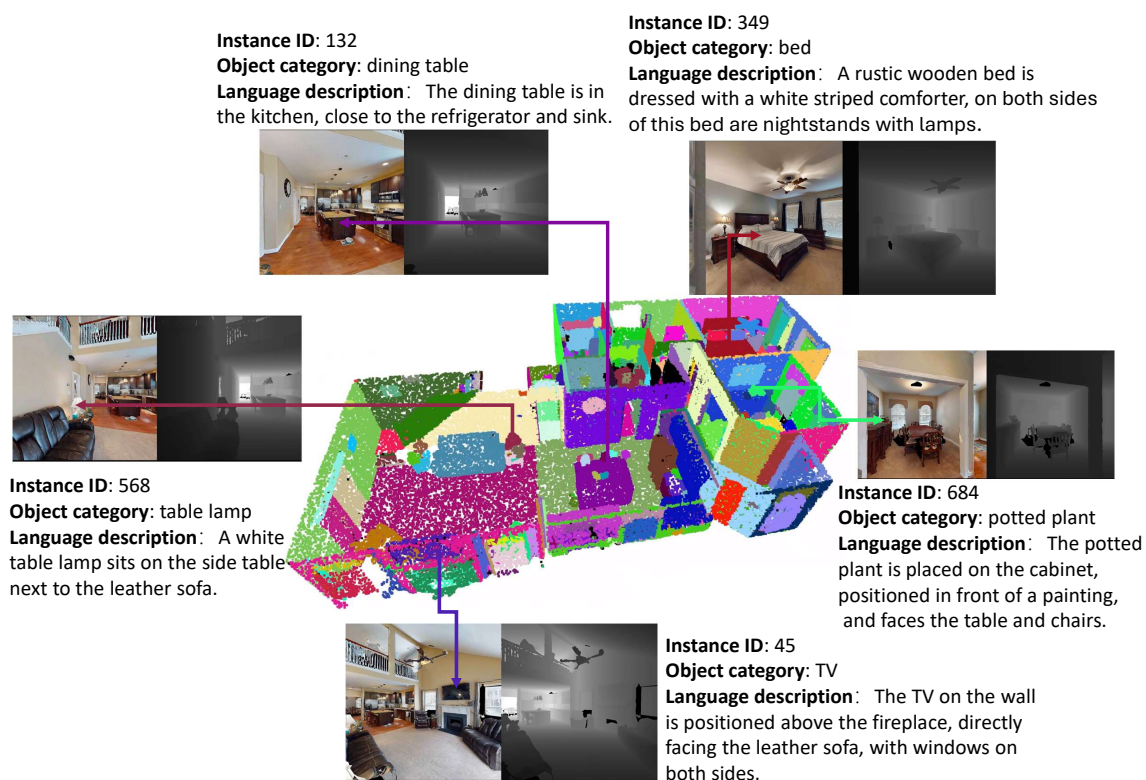 Instance ID: 132
Object category: dining table
Language description： The dining table is in
the kitchen, close to the refrigerator and sink.
Instance ID: 349
Object category: bed
Language description： A rustic wooden bed is
dressed with a white striped comforter, on both sides
of this bed are nightstands with lamps.
Instance ID: 568
Object category: table lamp
Language description： A white
table lamp sits on the side table
next to the leather sofa.
Instance ID: 684
Object category: potted plant
Language description： The potted
plant is placed on the cabinet,
positioned in front of a painting,
and faces the table and chairs.
Instance ID: 45
Object category: TV
Language description： The TV on the wall
is positioned above the fireplace, directly
facing the leather sofa, with windows on
both sides.